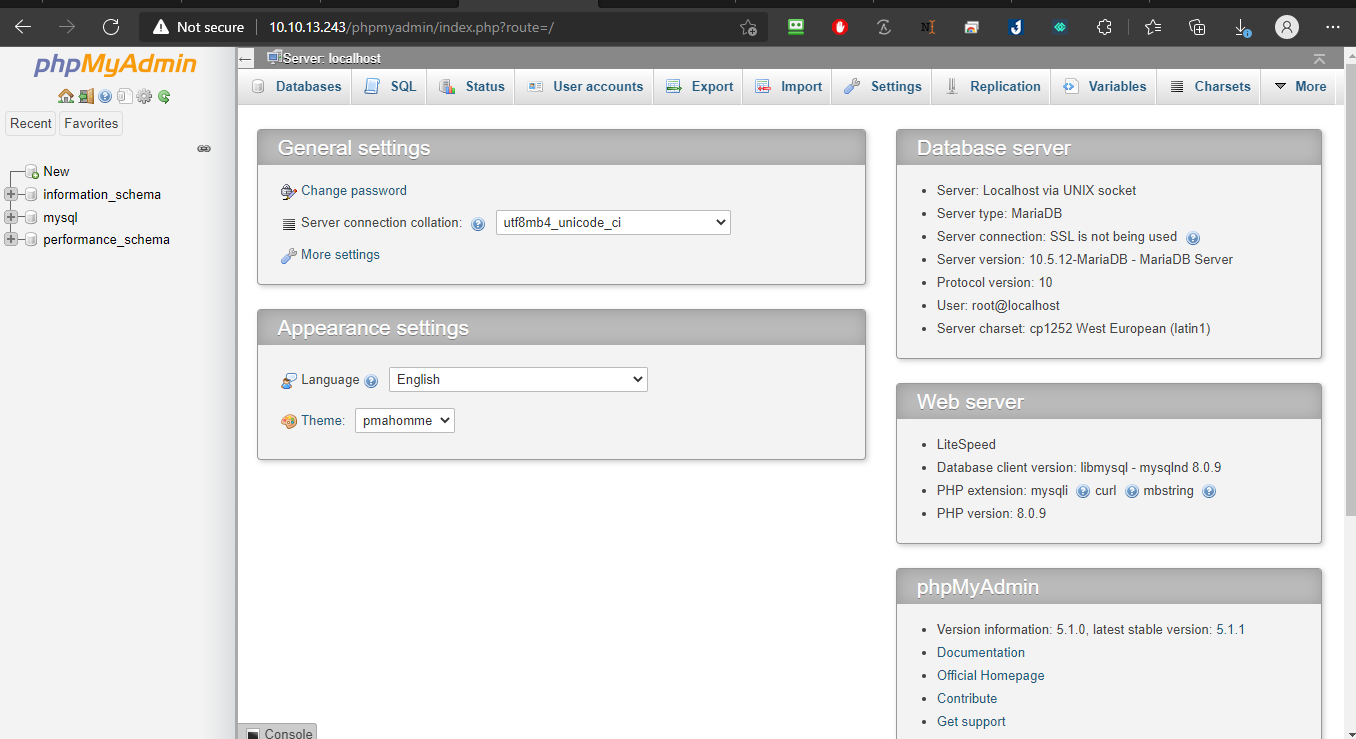 Not secure 10.10.13.243/phpmyadmin/index.php?route=/
phpMyAdmin
Recent Favorites
New
information_schema
mysql
performance_schema
Server: localhost
Databases SQL Status User accounts Export Import Settings Replication Variables Charsets More
General settings
Change password
Server connection collation: utf8mb4_unicode_ci
More settings
Appearance settings
Language English
Theme: pmahomme
Database server
Server: Localhost via UNIX socket
Server type: MariaDB
Server connection: SSL is not being used
Server version: 10.5.12-MariaDB - MariaDB Server
Protocol version: 10
User: root@localhost
Server charset: cp1252 West European (latin1)
Web server
LiteSpeed
Database client version: libmysql - mysqlnd 8.0.9
PHP extension: mysqli curl mbstring
PHP version: 8.0.9
phpMyAdmin
Version information: 5.1.0, latest stable version: 5.1.1
Documentation
Official Homepage
Contribute
Get support
Console